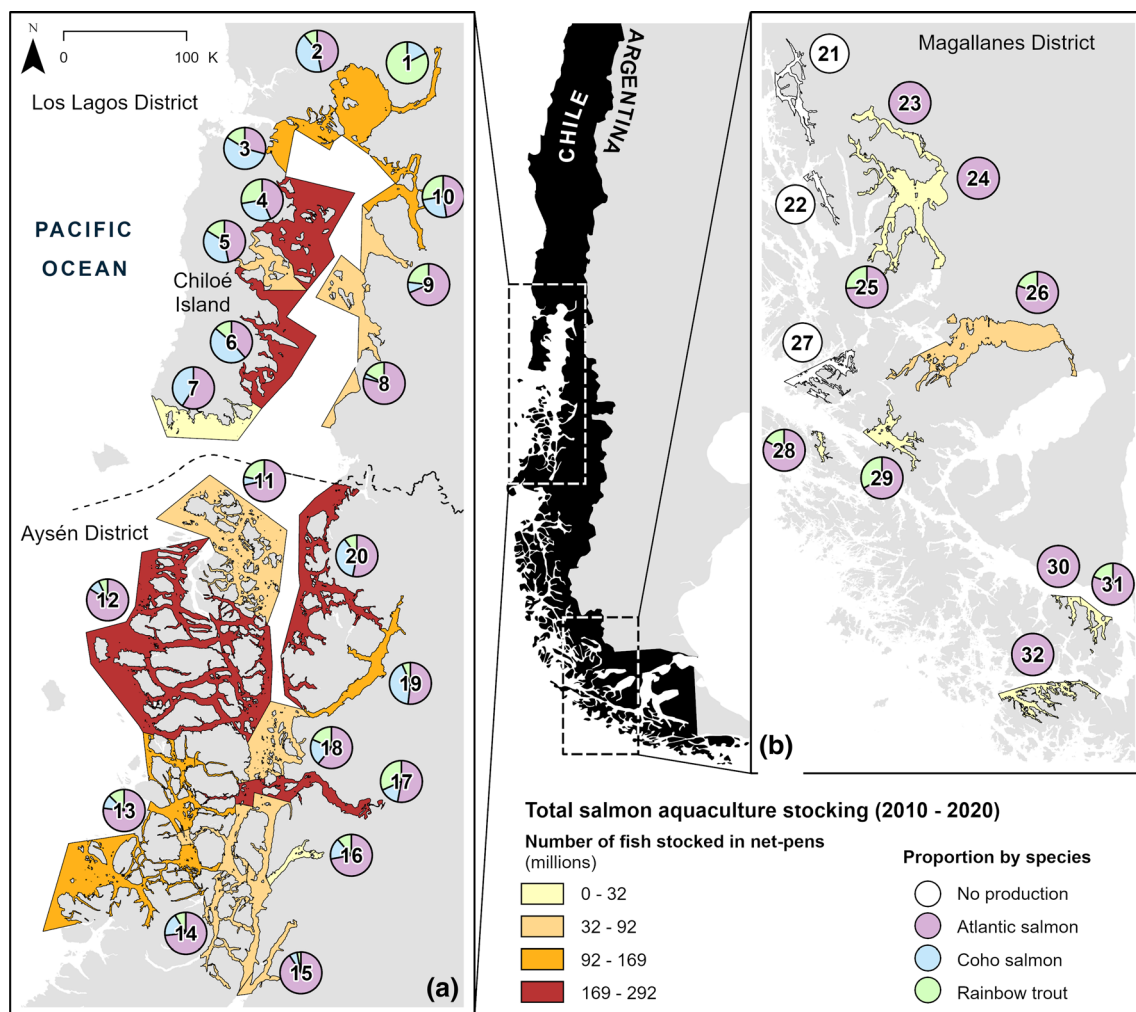 N
0 100 K
Los Lagos District
PACIFIC
OCEAN
Chiloé
Island
Aysén District
1
2
3
4
5
6
7
8
9
10
11
12
13
14
15
16
17
18
19
20
(a)
CHILE
ARGENTINA
Magallanes District
21
22
23
24
25
26
27
28
29
30
31
32
(b)
Total salmon aquaculture stocking (2010 - 2020)
Number of fish stocked in net-pens
(millions)
0 - 32
32 - 92
92 - 169
169 - 292
Proportion by species
No production
Atlantic salmon
Coho salmon
Rainbow trout